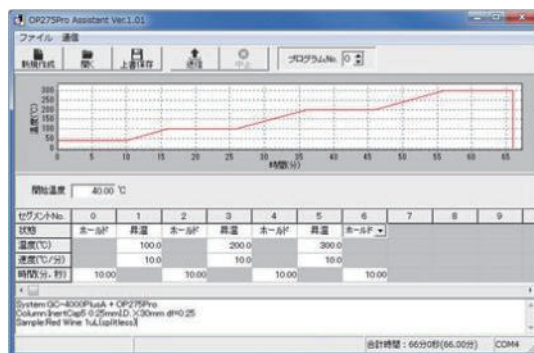 OP275Pro Assistant Ver.1.01
ファイル 通信
新規作成 開く 上書保存 送信 中止 プログラムNo. 0
温度(℃)
300
250
200
150
100
50
0
0 5 10 15 20 25 30 35 40 45 50 55 60 65
時間(分)
開始温度 40.00 ℃
セグメントNo. 0 1 2 3 4 5 6 7 8 9
状態 ホールド 昇温 ホールド 昇温 ホールド 昇温 ホールド
温度(℃) 100.0 200.0 300.0
速度(℃/分) 10.0 10.0 10.0
時間(分.秒) 10.00 10.00 10.00 10.00
System:GC-4000PlusA + OP275Pro
Column:InertCap5 0.25mmI.D. X30mm df=0.25
Sample:Red Wine 1uL(splitless)
合計時間：66分0秒(66.00分) COM4